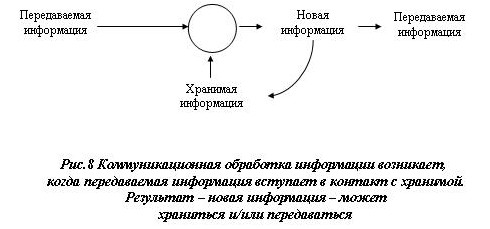 Передаваемая
информация
Новая
информация
Передаваемая
информация
Хранимая
информация
Рис.8 Коммуникационная обработка информации возникает,
когда передаваемая информация вступает в контакт с хранимой.
Результат – новая информация – может
храниться и/или передаваться